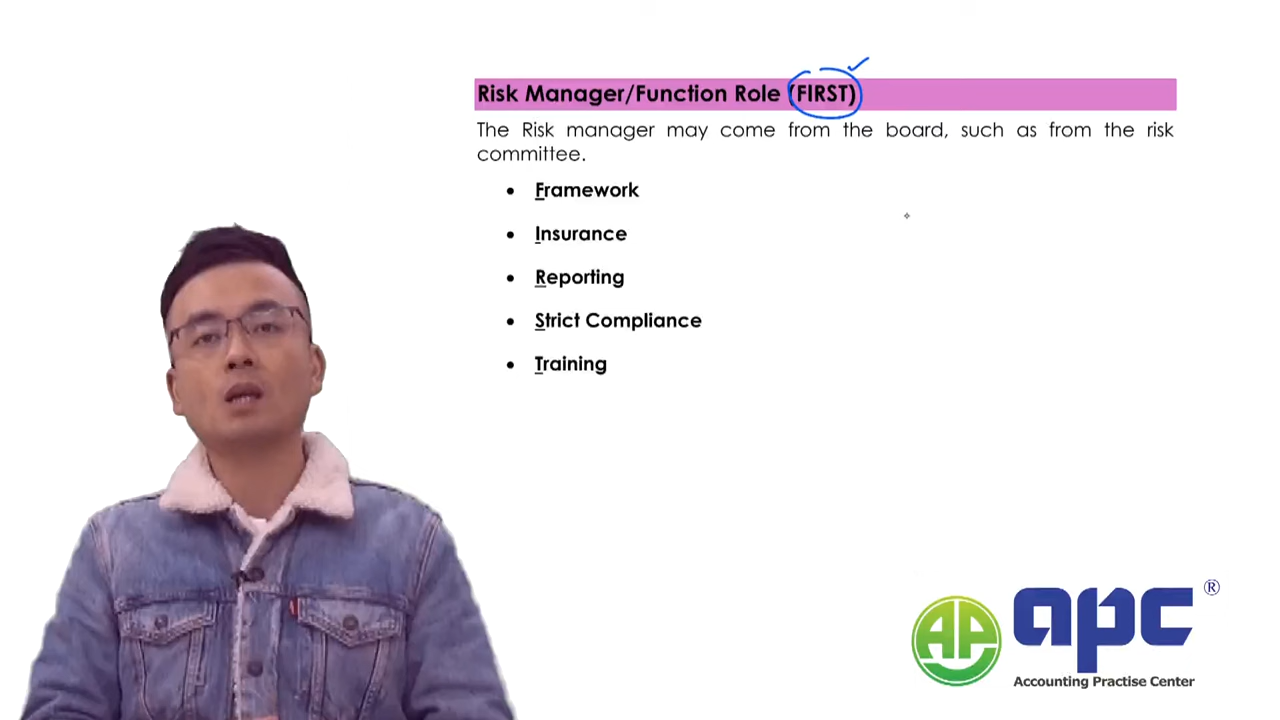 Risk Manager/Function Role (FIRST)
The Risk manager may come from the board, such as from the risk
committee.
• Framework
• Insurance
• Reporting
• Strict Compliance
• Training
AP
apc ®
Accounting Practise Center